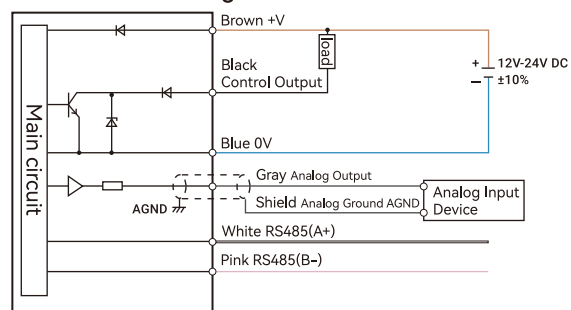 Brown +V
load
Black
Control Output
+ 12V-24V DC
− ±10%
Main circuit
Blue 0V
Gray Analog Output
AGND
Shield Analog Ground AGND
Analog Input
Device
White RS485(A+)
Pink RS485(B-)